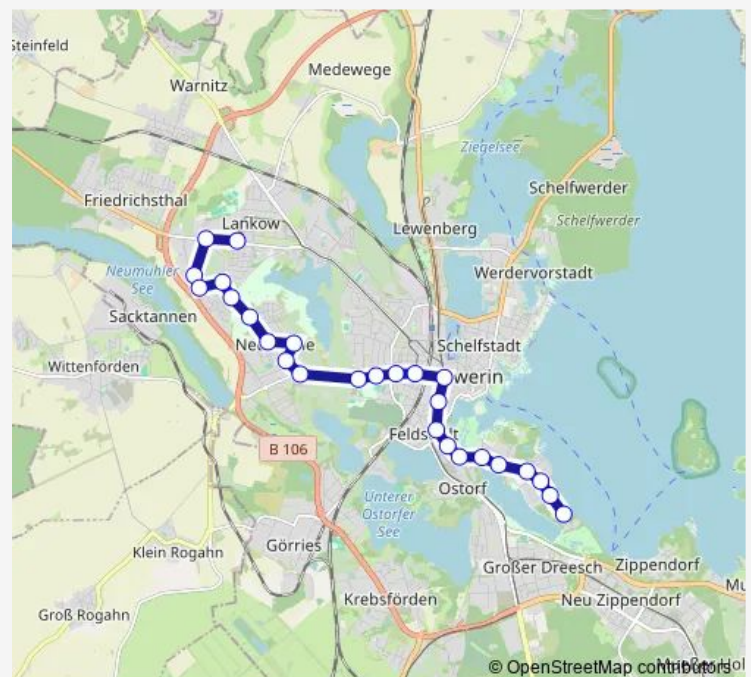 Steinfeld
Medewege
Warnitz
Ziegelsee
Schelfwerder
Friedrichsthal
Schelfwerder
Lankow
Lewenberg
Neumühler
See
Werdervorstadt
Sacktannen
Schelfstadt
Wittenförden
werin
B 106
Ostorf
Unterer
Ostorfer
See
Görries
Klein Rogahn
Großer Dreesch
Zippendorf
Krebsförden
Neu Zippendorf
Groß Rogahn
© OpenStreetMap contributors